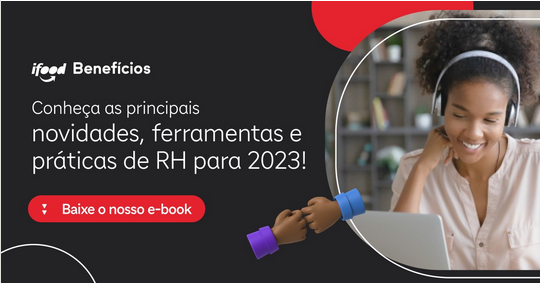 ifood Benefícios
Conheça as principais
novidades, ferramentas e
práticas de RH para 2023!
Baixe o nosso e-book